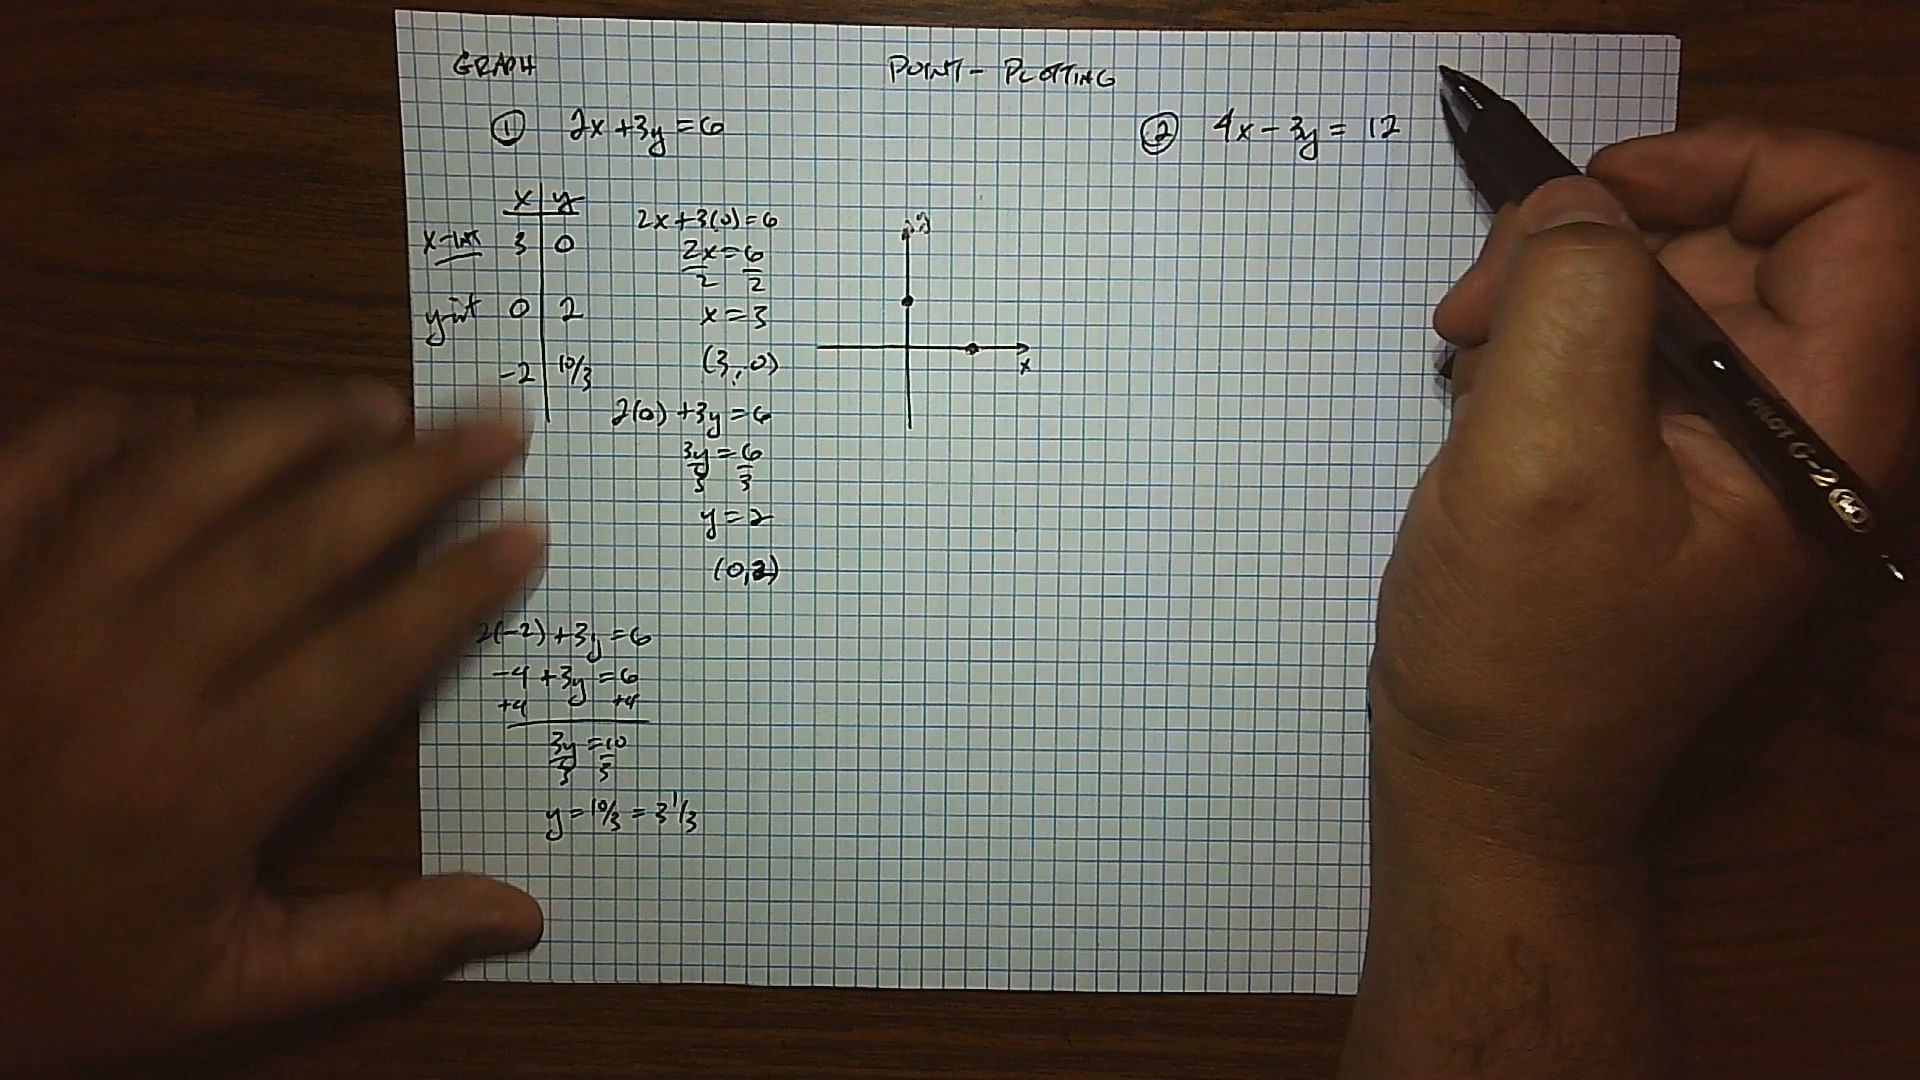 GRAPH
POINT - PLOTTING
① 2x + 3y = 6
x | y
x-int 3 | 0
y-int 0 | 2
-2 | 10/3
2x + 3(0) = 6
2x = 6
2 2
x = 3
(3, 0)
2(0) + 3y = 6
3y = 6
3 3
y = 2
(0, 2)
2(-2) + 3y = 6
-4 + 3y = 6
+4 +4
3y = 10
3 3
y = 10/3 = 3 1/3
y
x
② 4x - 3y = 12
PILOT G-2